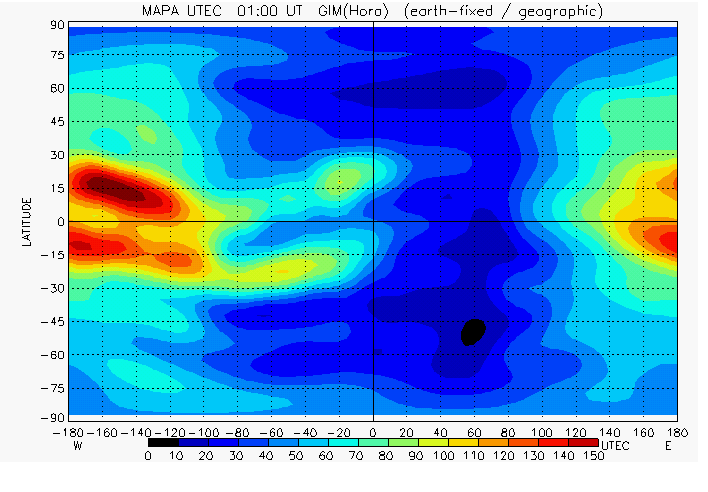 MAPA UTEC 01:00 UT GIM(Hora) (earth-fixed / geographic)
90
75
60
45
30
15
0
-15
-30
-45
-60
-75
-90
LATITUDE
-180 -160 -140 -120 -100 -80 -60 -40 -20 0 20 40 60 80 100 120 140 160 180
W E
UTEC
0 10 20 30 40 50 60 70 80 90 100 110 120 130 140 150